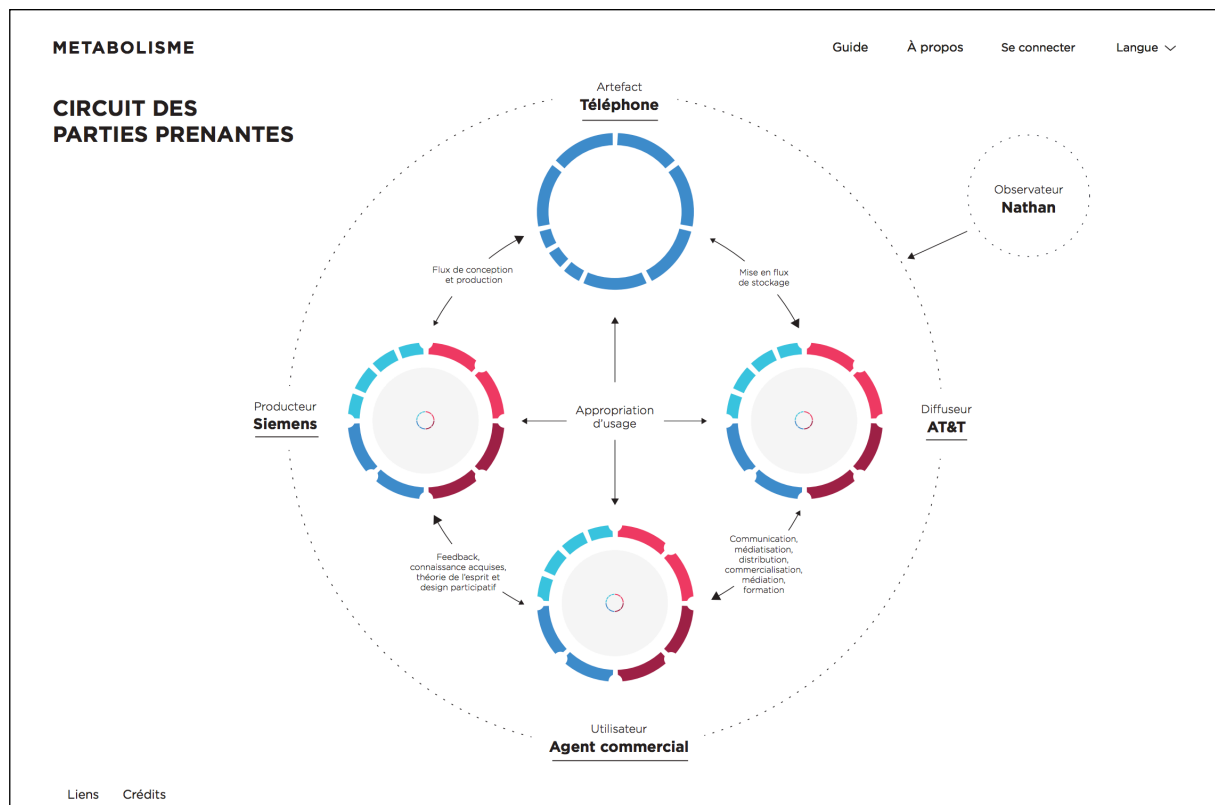 METABOLISME
Guide
À propos
Se connecter
Langue
CIRCUIT DES
PARTIES PRENANTES
Artefact
Téléphone
Observateur
Nathan
Flux de conception
et production
Mise en flux
de stockage
Producteur
Siemens
Appropriation
d'usage
Diffuseur
AT&T
Feedback,
connaissance acquises,
théorie de l'esprit et
design participatif
Communication,
médiatisation,
distribution,
commercialisation,
médiation,
formation
Utilisateur
Agent commercial
Liens
Crédits